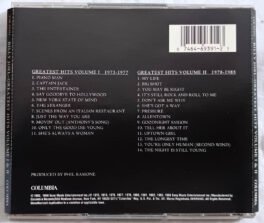 GREATEST HITS VOLUME I 1973-1977
1. PIANO MAN
2. CAPTAIN JACK
3. THE ENTERTAINER
4. SAY GOODBYE TO HOLLYWOOD
5. NEW YORK STATE OF MIND
6. THE STRANGER
7. SCENES FROM AN ITALIAN RESTAURANT
8. JUST THE WAY YOU ARE
9. MOVIN' OUT (ANTHONY'S SONG)
10. ONLY THE GOOD DIE YOUNG
11. SHE'S ALWAYS A WOMAN
GREATEST HITS VOLUME II 1978-1985
1. MY LIFE
2. BIG SHOT
3. YOU MAY BE RIGHT
4. IT'S STILL ROCK AND ROLL TO ME
5. DON'T ASK ME WHY
6. SHE'S GOT A WAY
7. PRESSURE
8. ALLENTOWN
9. GOODNIGHT SAIGON
10. TELL HER ABOUT IT
11. UPTOWN GIRL
12. THE LONGEST TIME
13. YOU'RE ONLY HUMAN (SECOND WIND)
14. THE NIGHT IS STILL YOUNG
PRODUCED BY PHIL RAMONE
COLUMBIA